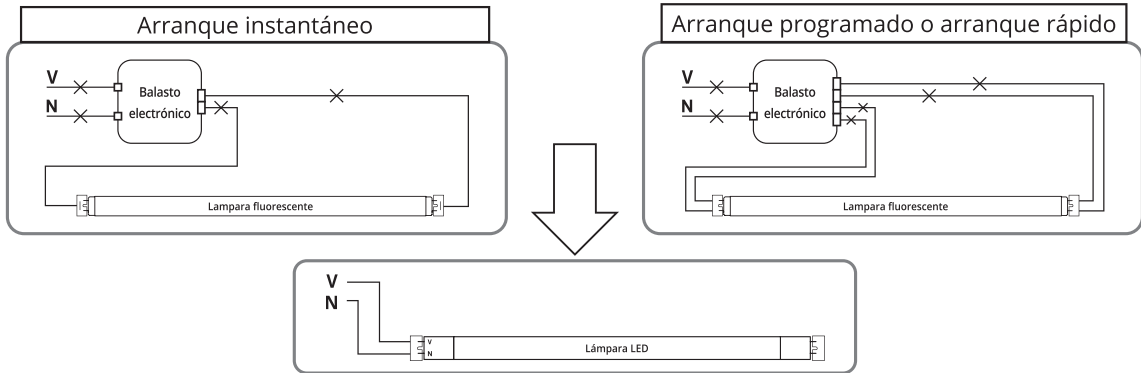 Arranque instantáneo
V
N
Balasto
electrónico
Lampara fluorescente
Arranque programado o arranque rápido
V
N
Balasto
electrónico
Lampara fluorescente
V
N
V
N
Lámpara LED